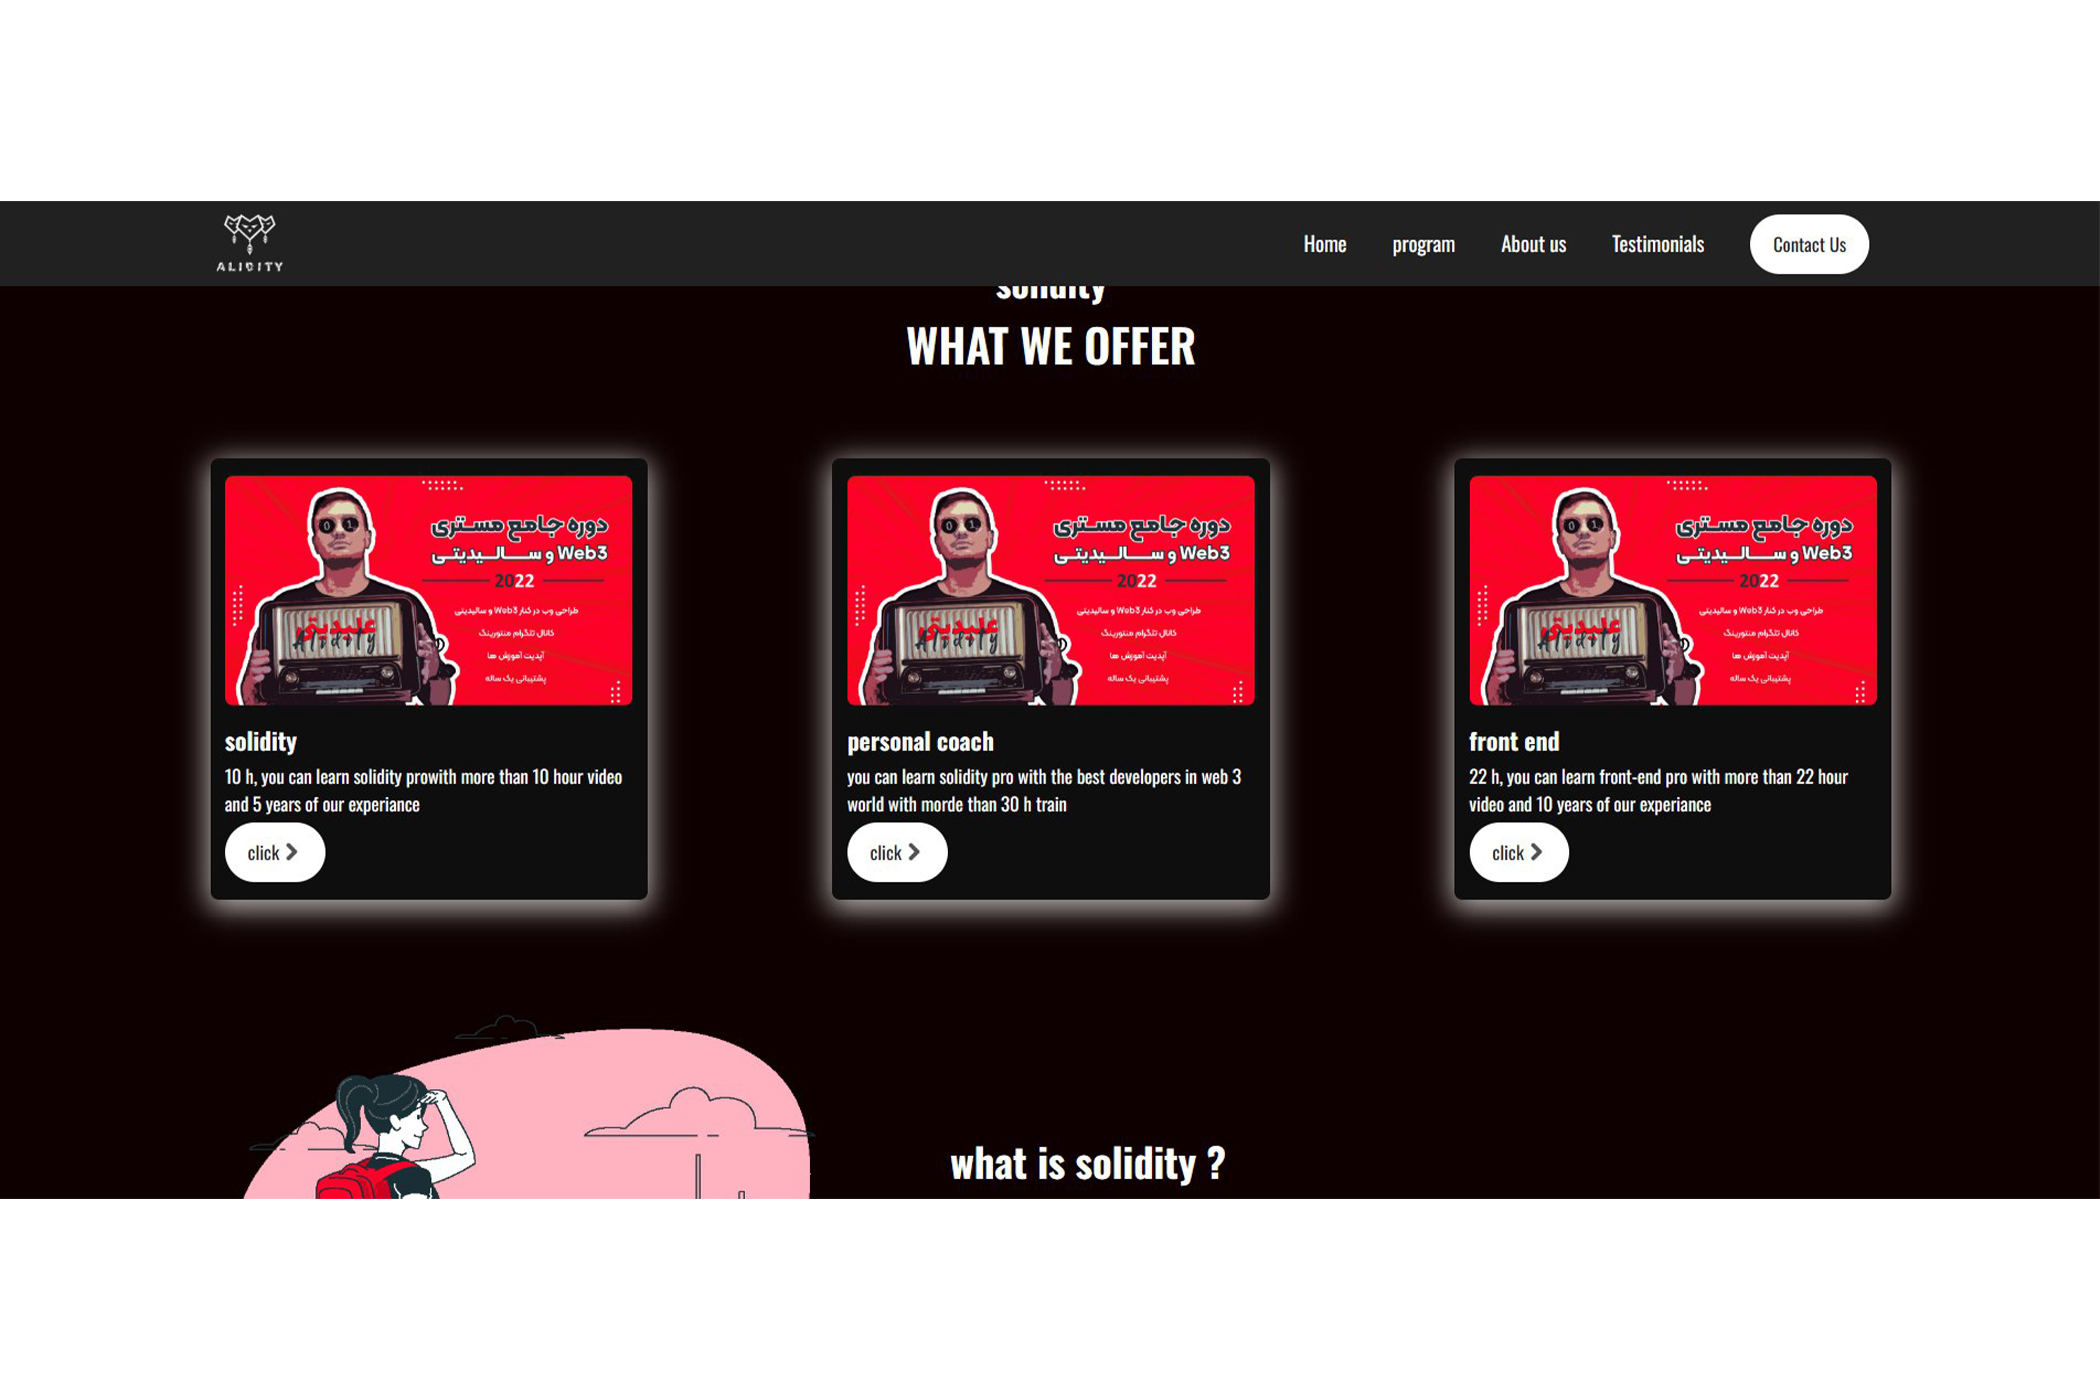 ALIDITY
Home program About us Testimonials Contact Us
solidity
WHAT WE OFFER
دوره جامع مستری
Web3 و سالیدیتی
2022
طراحی وب در کنار Web3 و سالیدیتی
کانال تلگرام منتورینگ
آپدیت آموزش ها
پشتیبانی یک ساله
0 1
علیدیتی
Alidity
solidity
10 h, you can learn solidity prowith more than 10 hour video
and 5 years of our experiance
click
دوره جامع مستری
Web3 و سالیدیتی
2022
طراحی وب در کنار Web3 و سالیدیتی
کانال تلگرام منتورینگ
آپدیت آموزش ها
پشتیبانی یک ساله
0 1
علیدیتی
Alidity
personal coach
you can learn solidity pro with the best developers in web 3
world with morde than 30 h train
click
دوره جامع مستری
Web3 و سالیدیتی
2022
طراحی وب در کنار Web3 و سالیدیتی
کانال تلگرام منتورینگ
آپدیت آموزش ها
پشتیبانی یک ساله
0 1
علیدیتی
Alidity
front end
22 h, you can learn front-end pro with more than 22 hour
video and 10 years of our experiance
click
what is solidity ?